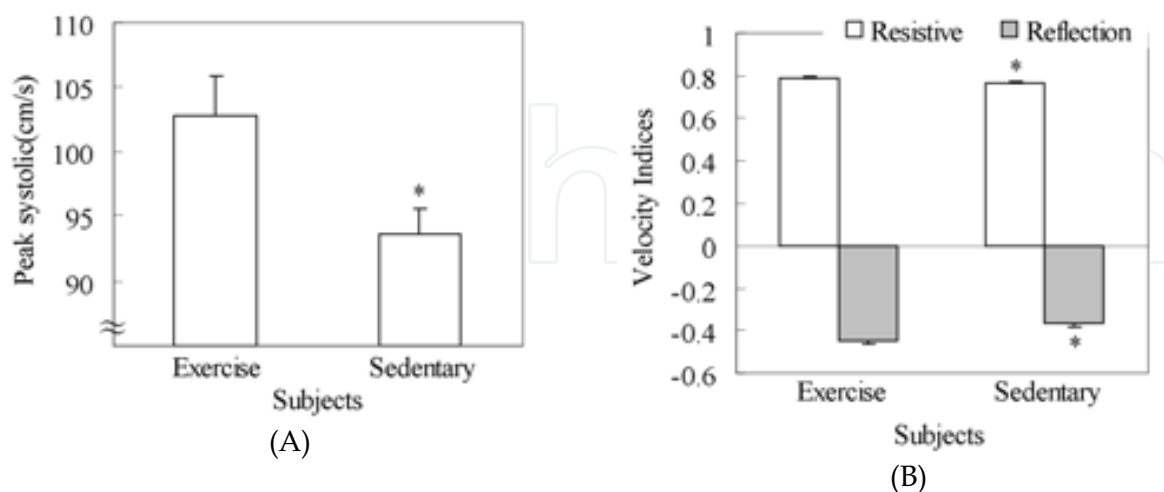 110
105
100
95
90
Peak systolic(cm/s)
*
Exercise Sedentary
Subjects
(A)
Resistive Reflection
1
0.8
0.6
0.4
0.2
0
-0.2
-0.4
-0.6
Velocity Indices
*
*
Exercise Sedentary
Subjects
(B)